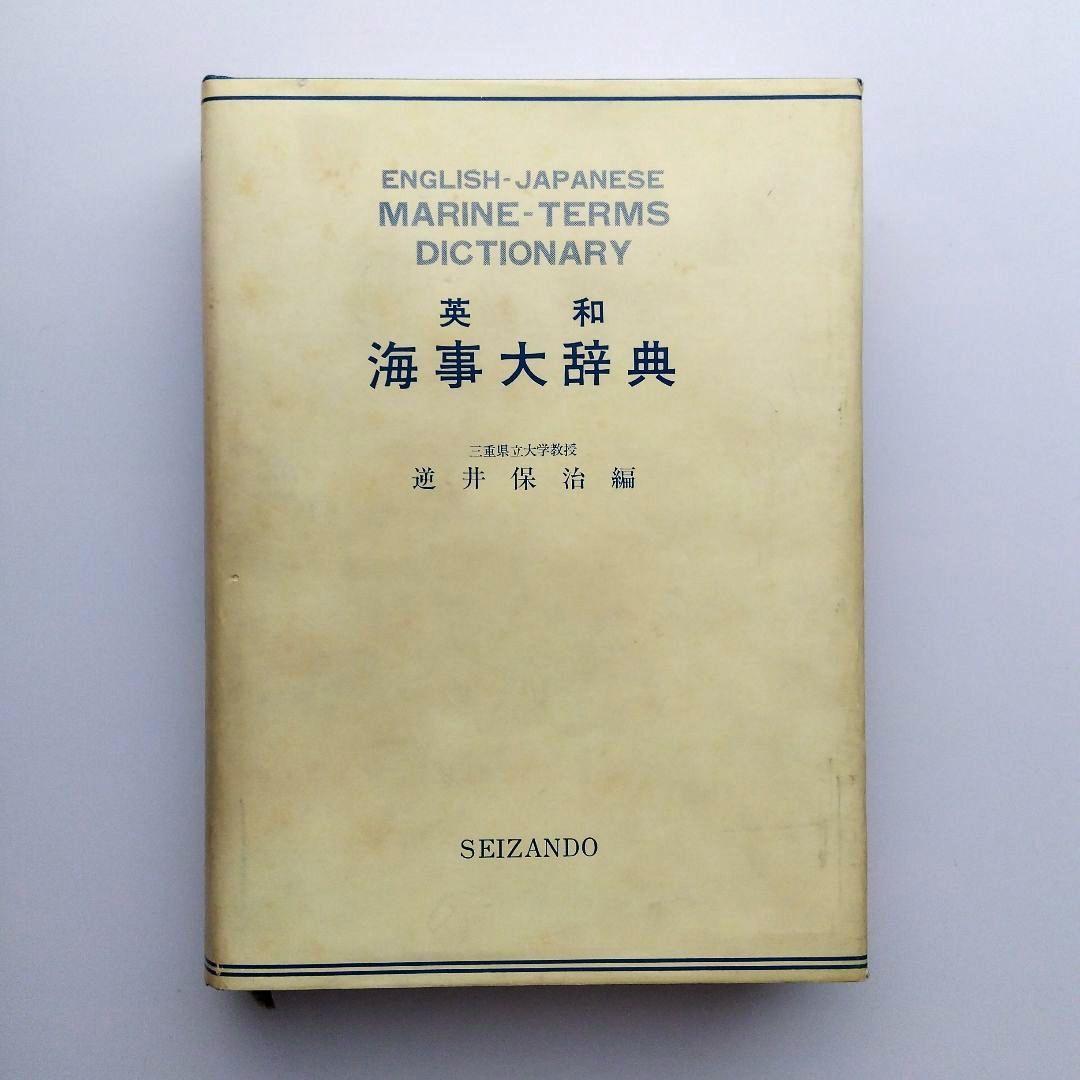 ENGLISH-JAPANESE
MARINE-TERMS
DICTIONARY
英和
海事大辞典
三重県立大学教授
逆井保治編
SEIZANDO